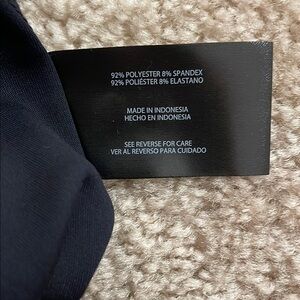 92% POLYESTER 8% SPANDEX
92% POLIÉSTER 8% ELASTANO
MADE IN INDONESIA
HECHO EN INDONESIA
SEE REVERSE FOR CARE
VER AL REVERSO PARA CUIDADO